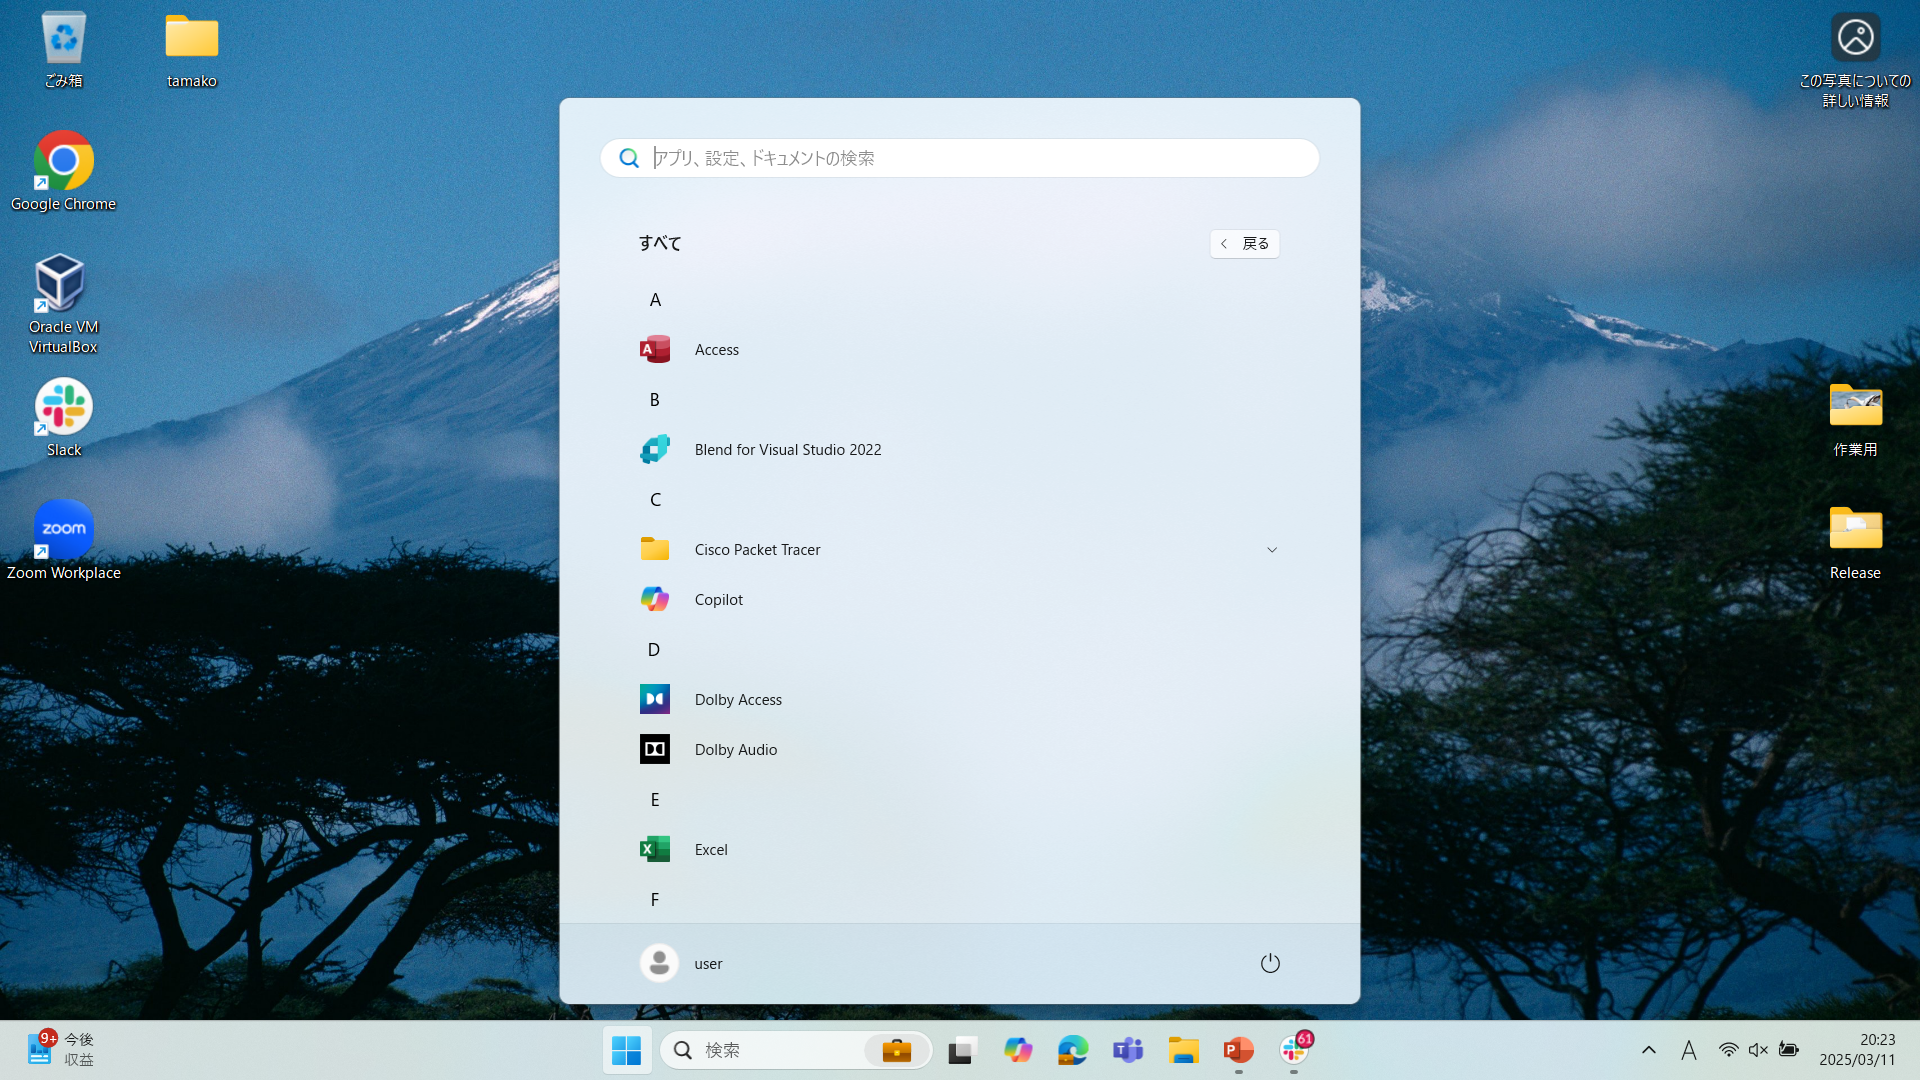 ごみ箱
tamako
Google Chrome
Oracle VM
VirtualBox
Slack
zoom
Zoom Workplace
この写真についての
詳しい情報
作業用
Release
アプリ、設定、ドキュメントの検索
すべて
戻る
A
A
Access
B
Blend for Visual Studio 2022
C
Cisco Packet Tracer
Copilot
D
Dolby Access
Dolby Audio
E
X
Excel
F
user
9+
今後
収益
検索
T
P
61
A
20:23
2025/03/11